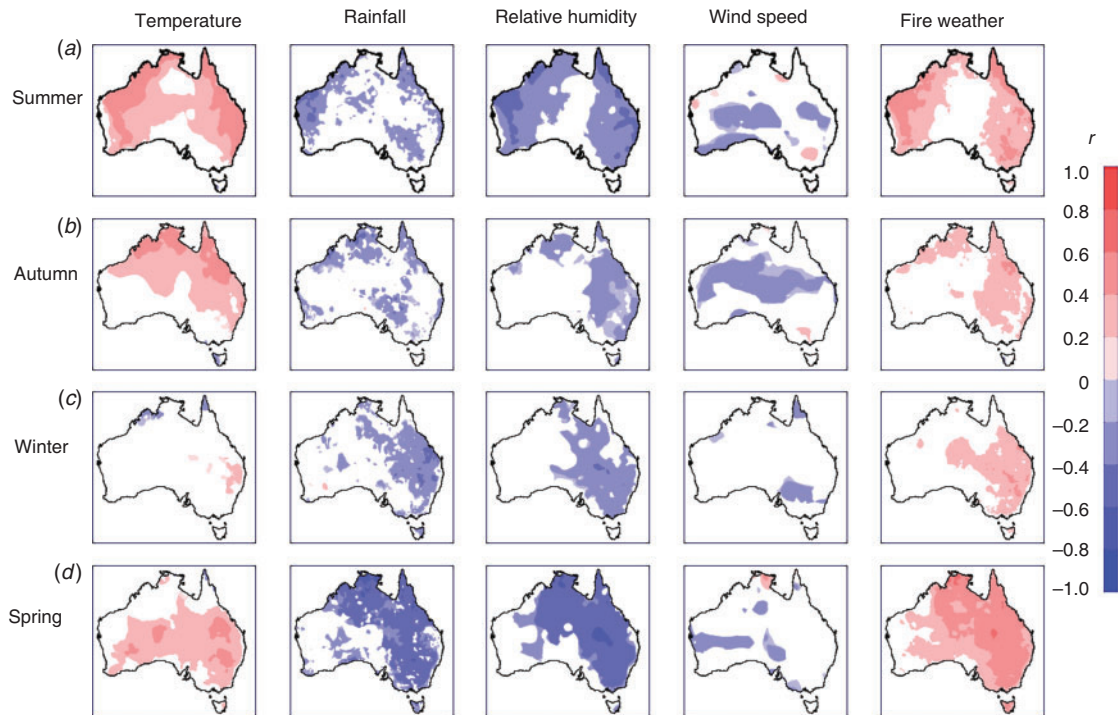 Temperature Rainfall Relative humidity Wind speed Fire weather
(a)
Summer
r
1.0
(b)
0.8
0.6
Autumn
0.4
0.2
0
(c)
–0.2
Winter
–0.4
–0.6
–0.8
(d)
–1.0
Spring